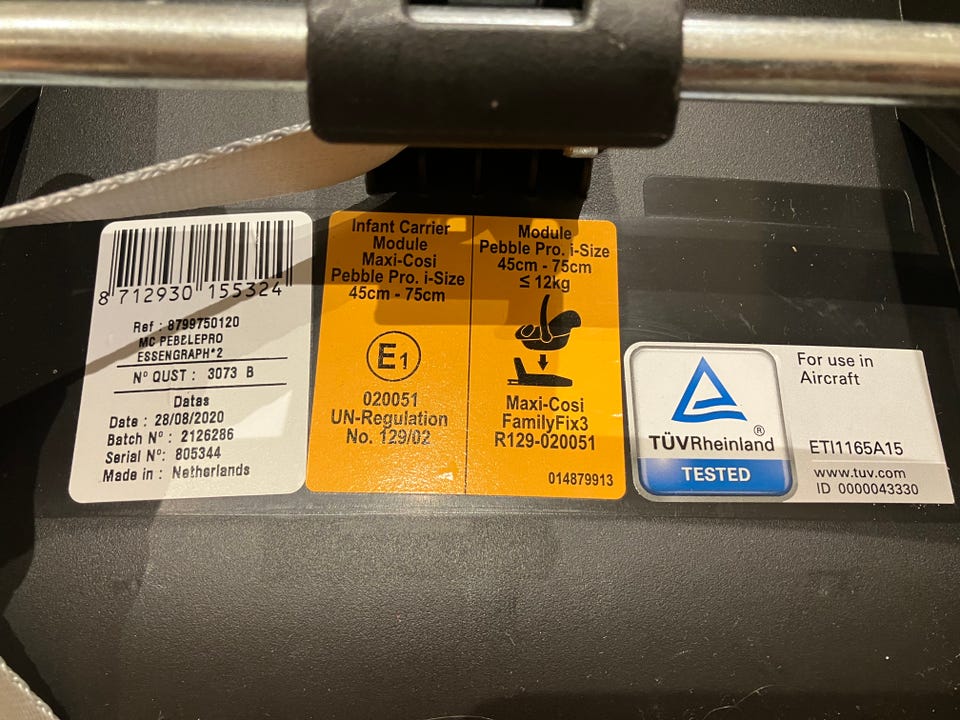 8 712930 155324
Ref : 8799750120
MC PEBBLEPRO
ESSENGRAPH*2
Nº QUST : 3073 B
Datas
Date : 28/08/2020
Batch Nº : 2126286
Serial Nº: 805344
Made in : Netherlands
Infant Carrier
Module
Maxi-Cosi
Pebble Pro. i-Size
45cm - 75cm
E1
020051
UN-Regulation
No. 129/02
Module
Pebble Pro. i-Size
45cm - 75cm
≤ 12kg
Maxi-Cosi
FamilyFix3
R129-020051
014879913
TÜVRheinland®
TESTED
For use in
Aircraft
ETI1165A15
www.tuv.com
ID 0000043330